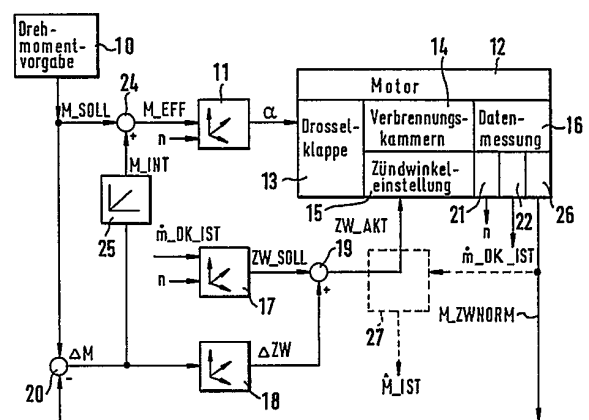 Dreh-
moment-
vorgabe
10
11
14
12
24
Motor
M_SOLL
M_EFF
α
n
+
Drossel-
klappe
13
Verbrennungs-
kammern
Daten-
messung
16
M_INT
Zündwinkel-
einstellung
15
21
22
26
25
ZW_AKT
n
ṁ_DK_IST
ṁ_DK_IST
ZW_SOLL
19
n
17
+
27
M_ZWNORM
ΔM
ΔZW
20
-
18
M̂_IST